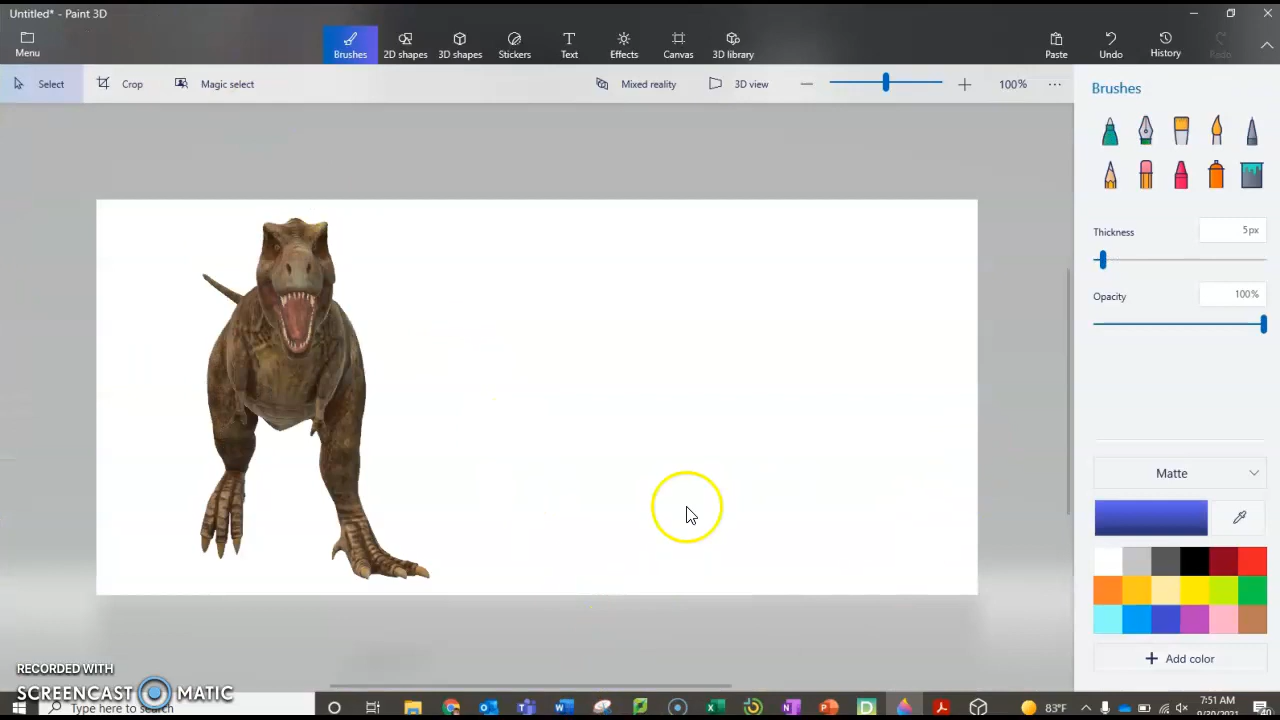 Untitled* - Paint 3D
Menu
Brushes
2D shapes
3D shapes
Stickers
Text
Effects
Canvas
3D library
Paste
Undo
History
Redo
Select
Crop
Magic select
Mixed reality
3D view
100%
Brushes
Thickness
5px
Opacity
100%
Matte
+ Add color
RECORDED WITH
SCREENCAST MATIC
Type here to search
83°F
7:51 AM